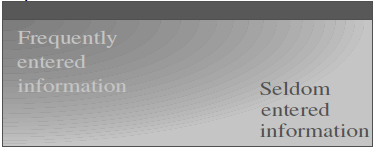 Frequently
entered
information
Seldom
entered
information